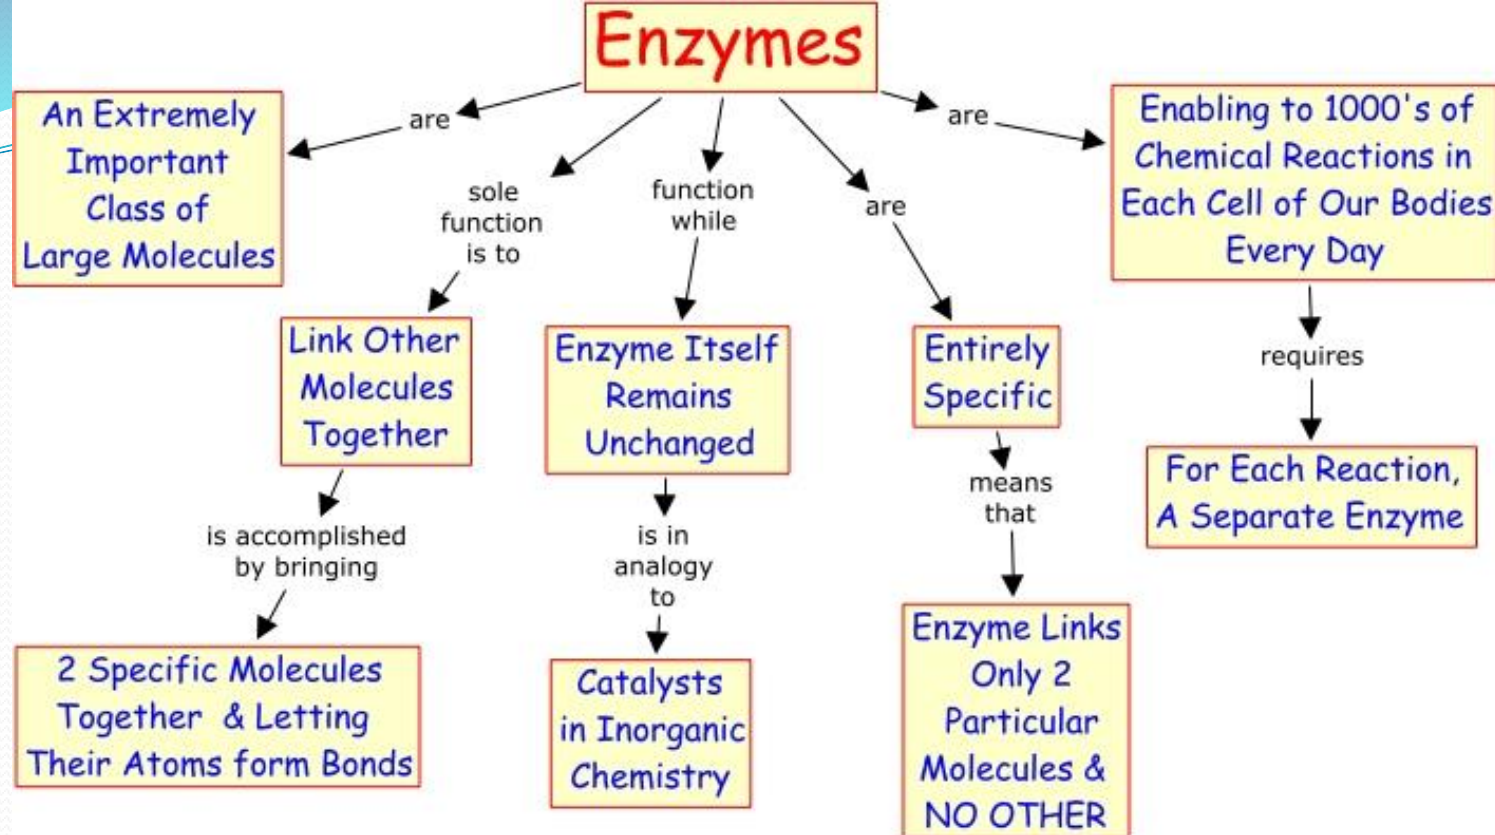 Enzymes
are
An Extremely
Important
Class of
Large Molecules
sole
function
is to
Link Other
Molecules
Together
is accomplished
by bringing
2 Specific Molecules
Together & Letting
Their Atoms form Bonds
function
while
Enzyme Itself
Remains
Unchanged
is in
analogy
to
Catalysts
in Inorganic
Chemistry
are
Entirely
Specific
means
that
Enzyme Links
Only 2
Particular
Molecules &
NO OTHER
are
Enabling to 1000's of
Chemical Reactions in
Each Cell of Our Bodies
Every Day
requires
For Each Reaction,
A Separate Enzyme